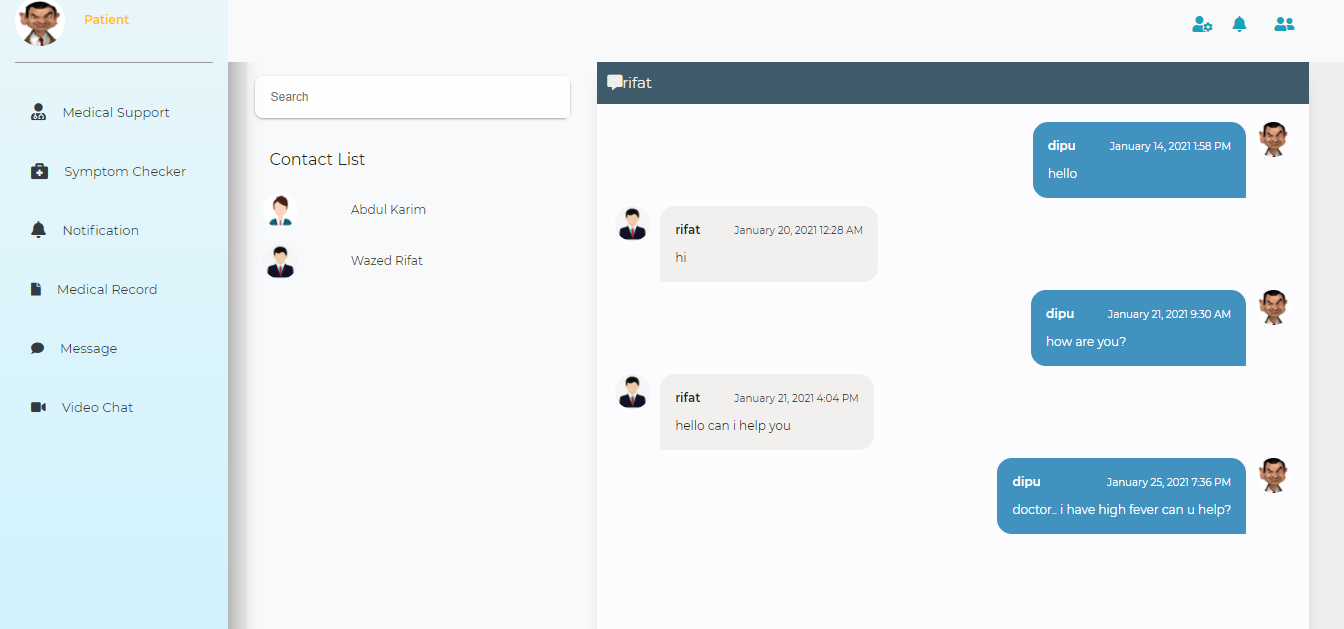 Patient
Medical Support
Symptom Checker
Notification
Medical Record
Message
Video Chat
Search
Contact List
Abdul Karim
Wazed Rifat
rifat
dipu January 14, 2021 1:58 PM
hello
rifat January 20, 2021 12:28 AM
hi
dipu January 21, 2021 9:30 AM
how are you?
rifat January 21, 2021 4:04 PM
hello can i help you
dipu January 25, 2021 7:36 PM
doctor.. i have high fever can u help?